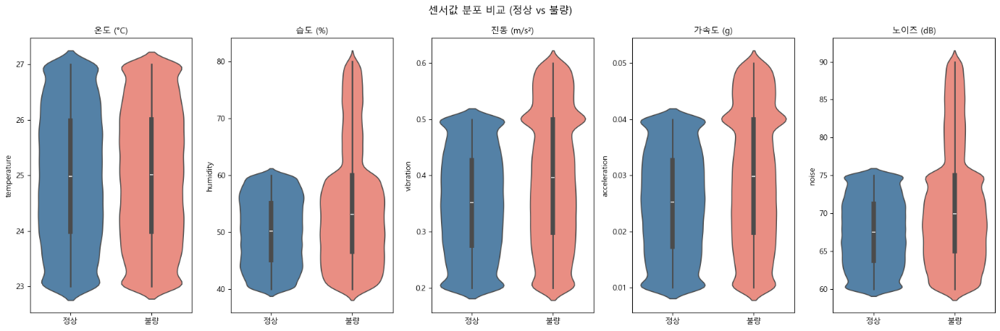 센서값 분포 비교 (정상 vs 불량)
온도 (°C)
temperature
27
26
25
24
23
정상 불량
습도 (%)
humidity
80
70
60
50
40
정상 불량
진동 (m/s²)
vibration
0.6
0.5
0.4
0.3
0.2
정상 불량
가속도 (g)
acceleration
0.05
0.04
0.03
0.02
0.01
정상 불량
노이즈 (dB)
noise
90
85
80
75
70
65
60
정상 불량